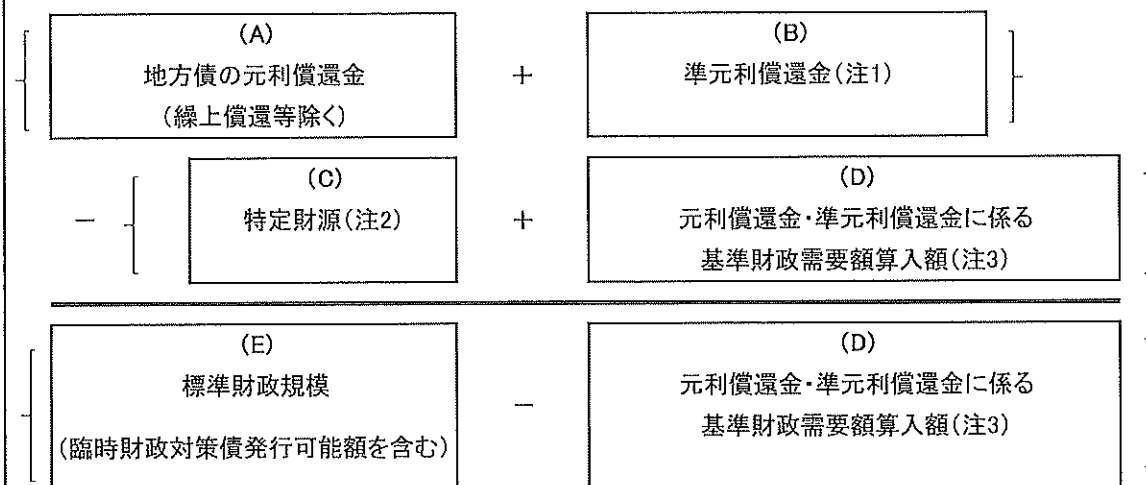 (A)
地方債の元利償還金
(繰上償還等除く)
+
(B)
準元利償還金(注1)
−
(C)
特定財源(注2)
+
(D)
元利償還金・準元利償還金に係る
基準財政需要額算入額(注3)
(E)
標準財政規模
(臨時財政対策債発行可能額を含む)
−
(D)
元利償還金・準元利償還金に係る
基準財政需要額算入額(注3)